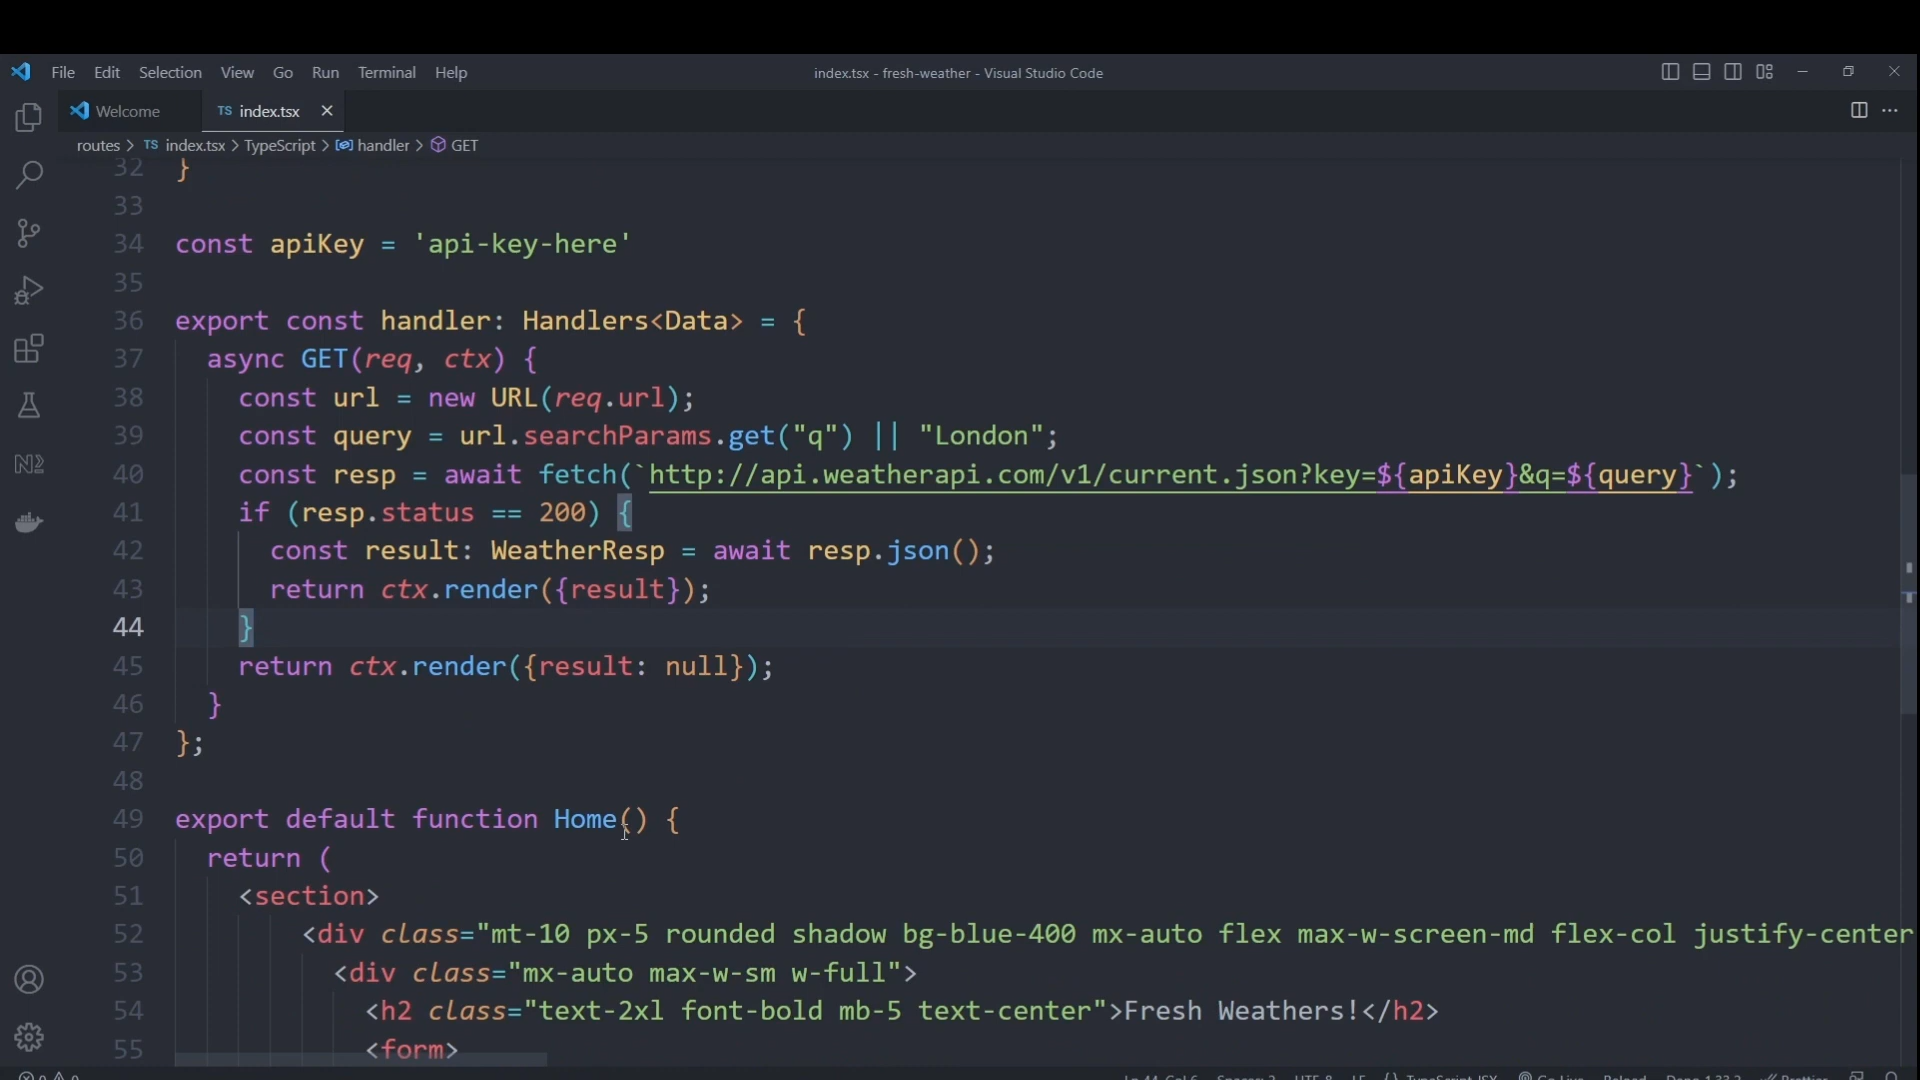 File Edit Selection View Go Run Terminal Help index.tsx - fresh-weather - Visual Studio Code
Welcome TS index.tsx
routes > TS index.tsx > TypeScript > handler > GET
32 }
33
34 const apiKey = 'api-key-here'
35
36 export const handler: Handlers<Data> = {
37 async GET(req, ctx) {
38 const url = new URL(req.url);
39 const query = url.searchParams.get("q") || "London";
40 const resp = await fetch(`http://api.weatherapi.com/v1/current.json?key=${apiKey}&q=${query}`);
41 if (resp.status == 200) {
42 const result: WeatherResp = await resp.json();
43 return ctx.render({result});
44 }
45 return ctx.render({result: null});
46 }
47 };
48
49 export default function Home() {
50 return (
51 <section>
52 <div class="mt-10 px-5 rounded shadow bg-blue-400 mx-auto flex max-w-screen-md flex-col justify-center
53 <div class="mx-auto max-w-sm w-full">
54 <h2 class="text-2xl font-bold mb-5 text-center">Fresh Weathers!</h2>
55 <form>